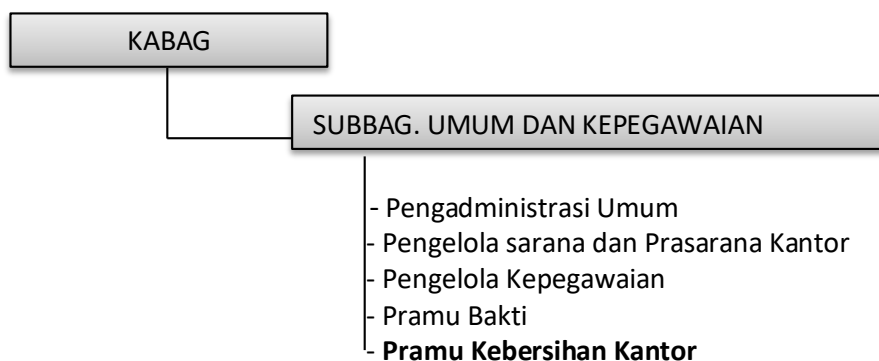 KABAG
SUBBAG. UMUM DAN KEPEGAWAIAN
- Pengadministrasi Umum
- Pengelola sarana dan Prasarana Kantor
- Pengelola Kepegawaian
- Pramu Bakti
- Pramu Kebersihan Kantor